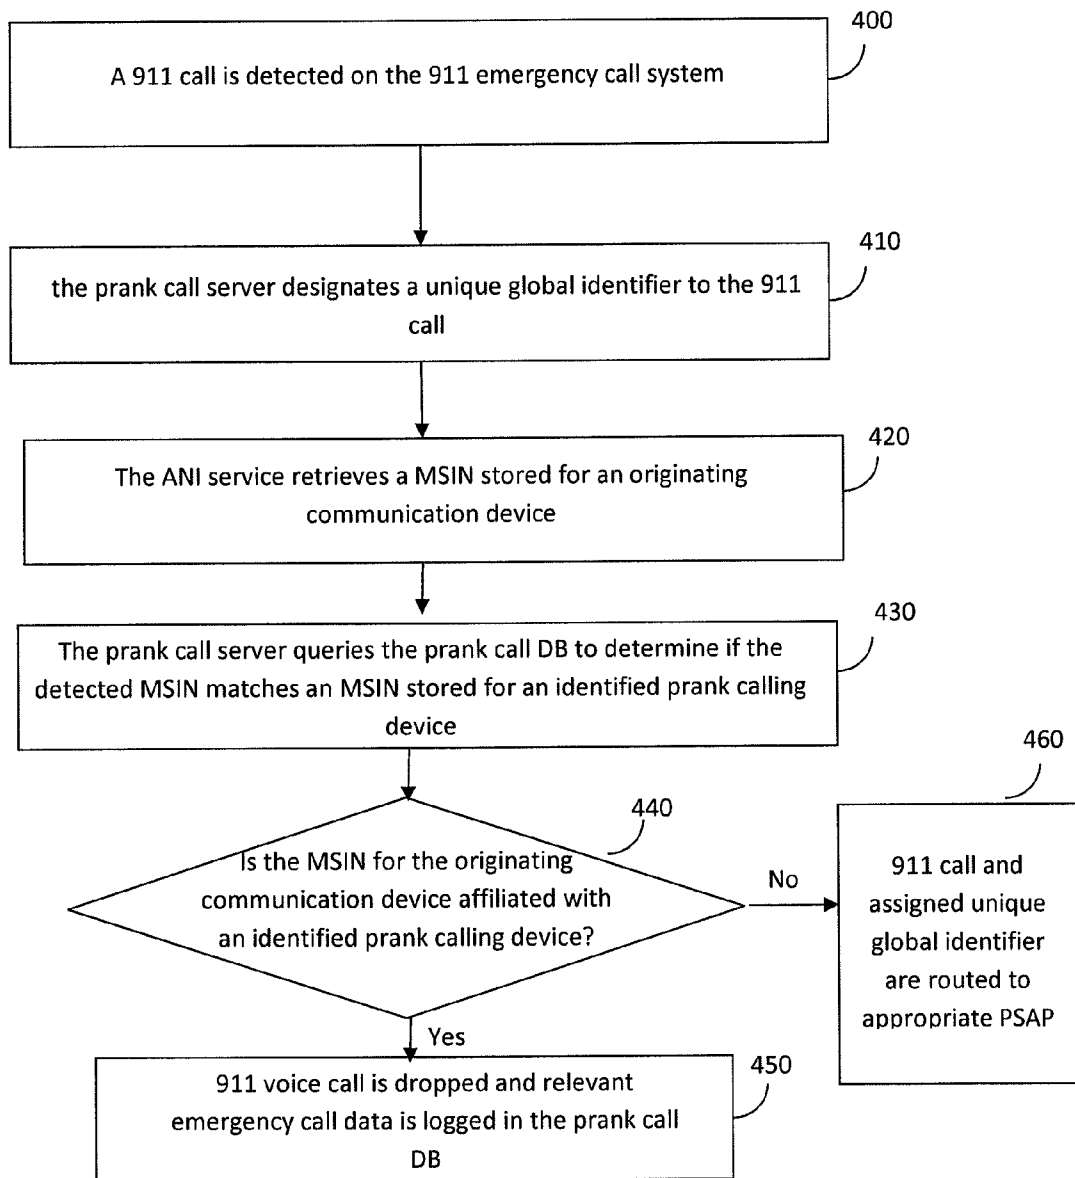 400
A 911 call is detected on the 911 emergency call system
410
the prank call server designates a unique global identifier to the 911
call
420
The ANI service retrieves a MSIN stored for an originating
communication device
430
The prank call server queries the prank call DB to determine if the
detected MSIN matches an MSIN stored for an identified prank calling
device
440
Is the MSIN for the originating
communication device affiliated with
an identified prank calling device?
No
460
911 call and
assigned unique
global identifier
are routed to
appropriate PSAP
Yes
450
911 voice call is dropped and relevant
emergency call data is logged in the prank call
DB